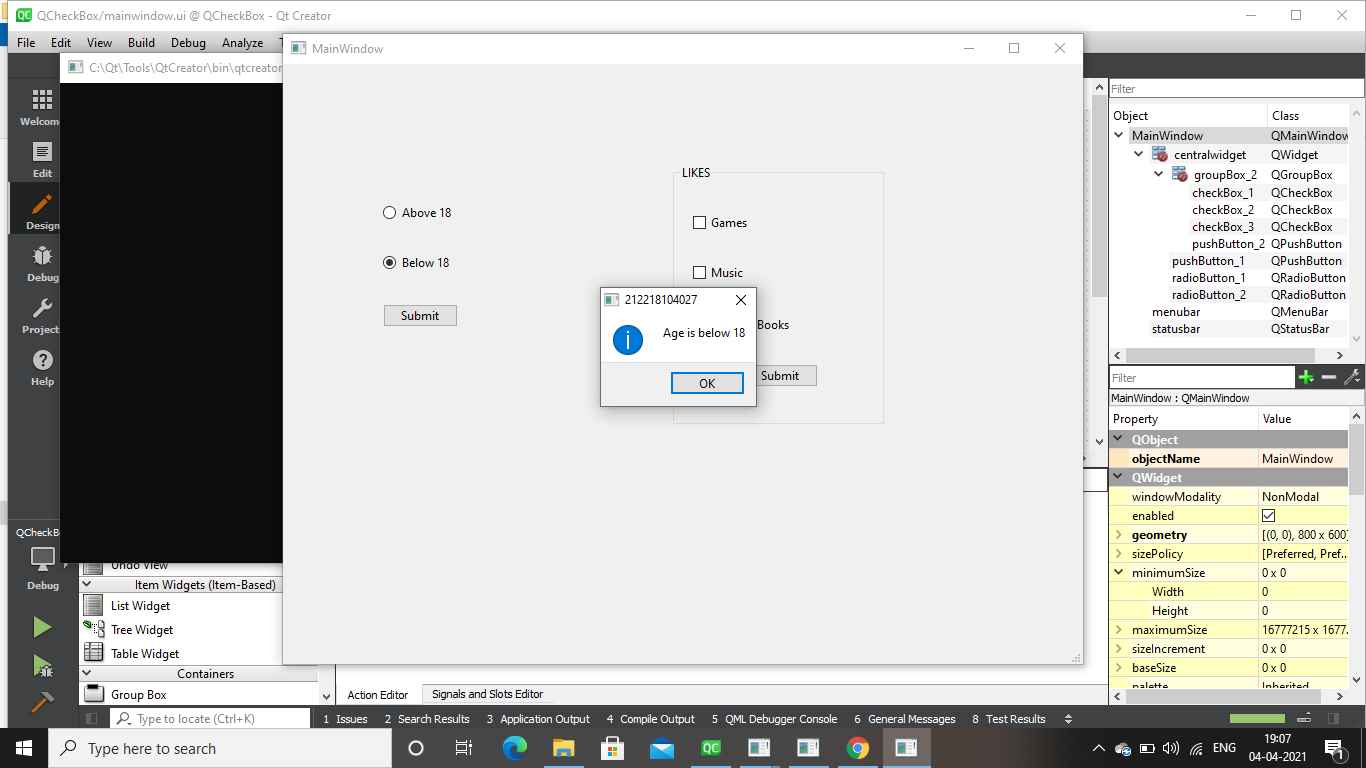 QCheckBox/mainwindow.ui @ QCheckBox - Qt Creator
File Edit View Build Debug Analyze
MainWindow
C:\Qt\Tools\QtCreator\bin\qtcreator
Welcom
Edit
Design
Debug
Project
Help
QCheckB
Debug
Above 18
Below 18
Submit
LIKES
Games
Music
Books
Submit
212218104027
Age is below 18
OK
Undo View
Item Widgets (Item-Based)
List Widget
Tree Widget
Table Widget
Containers
Group Box
Action Editor Signals and Slots Editor
Filter
Object Class
MainWindow QMainWindow
centralwidget QWidget
groupBox_2 QGroupBox
checkBox_1 QCheckBox
checkBox_2 QCheckBox
checkBox_3 QCheckBox
pushButton_2 QPushButton
pushButton_1 QPushButton
radioButton_1 QRadioButton
radioButton_2 QRadioButton
menubar QMenuBar
statusbar QStatusBar
Filter
MainWindow : QMainWindow
Property Value
QObject
objectName MainWindow
QWidget
windowModality NonModal
enabled
geometry [(0, 0), 800 x 600]
sizePolicy [Preferred, Pref...
minimumSize 0 x 0
Width 0
Height 0
maximumSize 16777215 x 1677.
sizeIncrement 0 x 0
baseSize 0 x 0
palette Inherited
Type to locate (Ctrl+K) 1 Issues 2 Search Results 3 Application Output 4 Compile Output 5 QML Debugger Console 6 General Messages 8 Test Results
Type here to search
ENG
19:07
04-04-2021
1